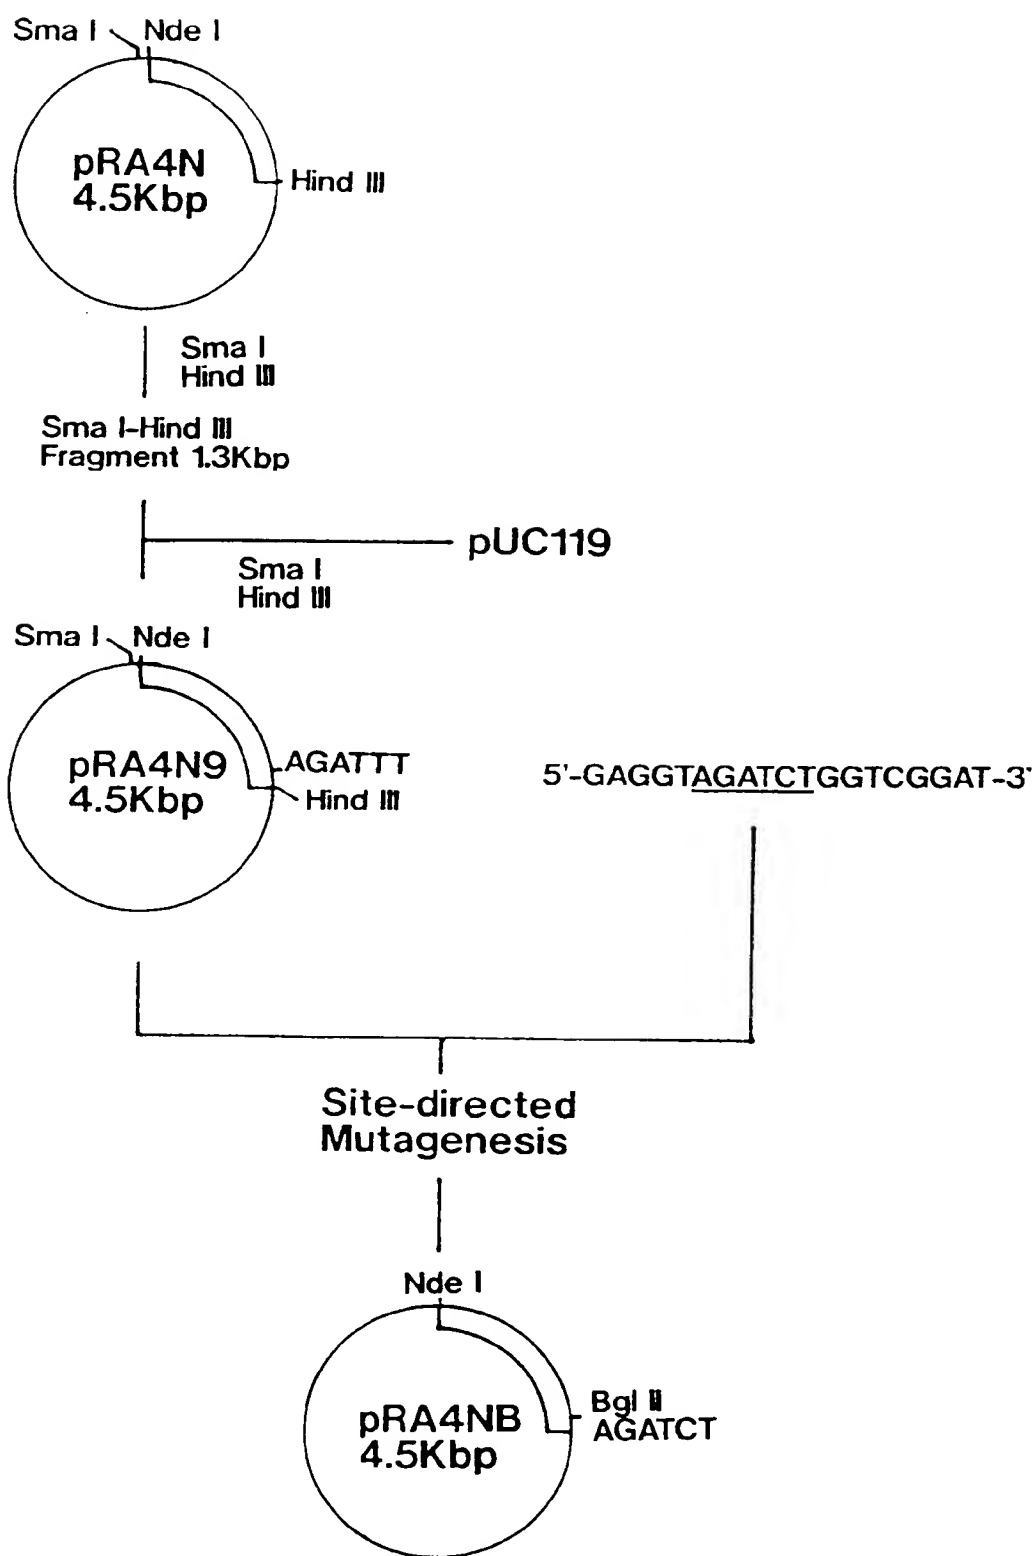 Sma I Nde I
pRA4N
4.5Kbp
Hind III
Sma I
Hind III
Sma I-Hind III
Fragment 1.3Kbp
pUC119
Sma I
Hind III
Sma I Nde I
pRA4N9
4.5Kbp
AGATTT
Hind III
5'-GAGGTAGATCTGGTCGGAT-3'
Site-directed
Mutagenesis
Nde I
pRA4NB
4.5Kbp
Bgl II
AGATCT